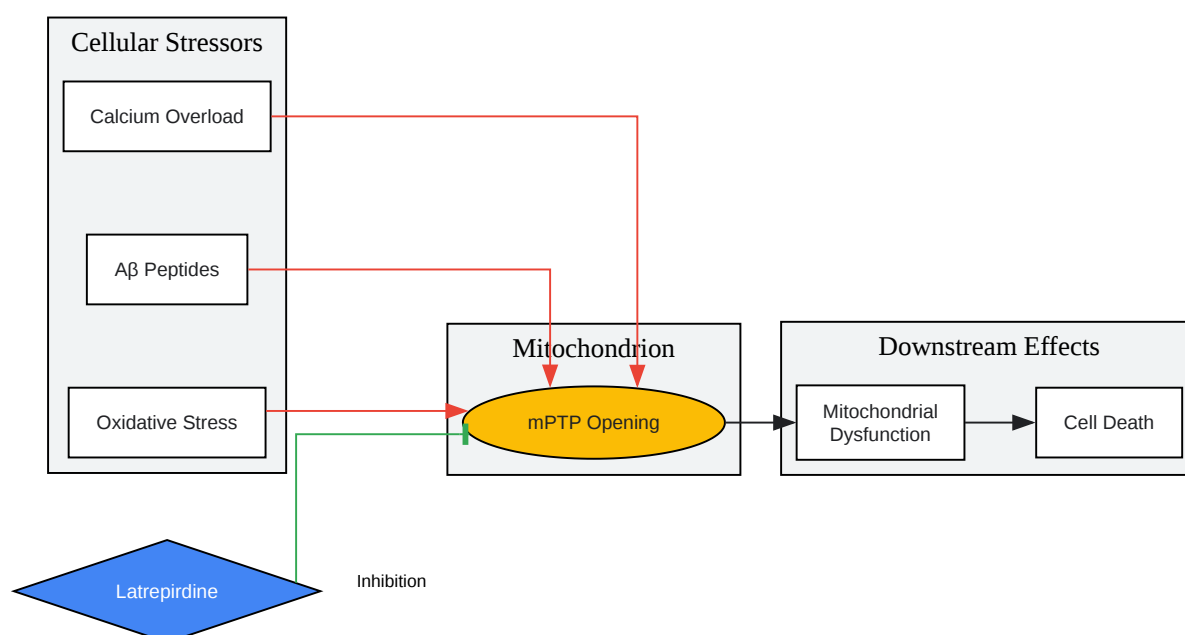 Cellular Stressors
Calcium Overload
Aβ Peptides
Oxidative Stress
Mitochondrion
mPTP Opening
Downstream Effects
Mitochondrial
Dysfunction
Cell Death
Latrepirdine
Inhibition